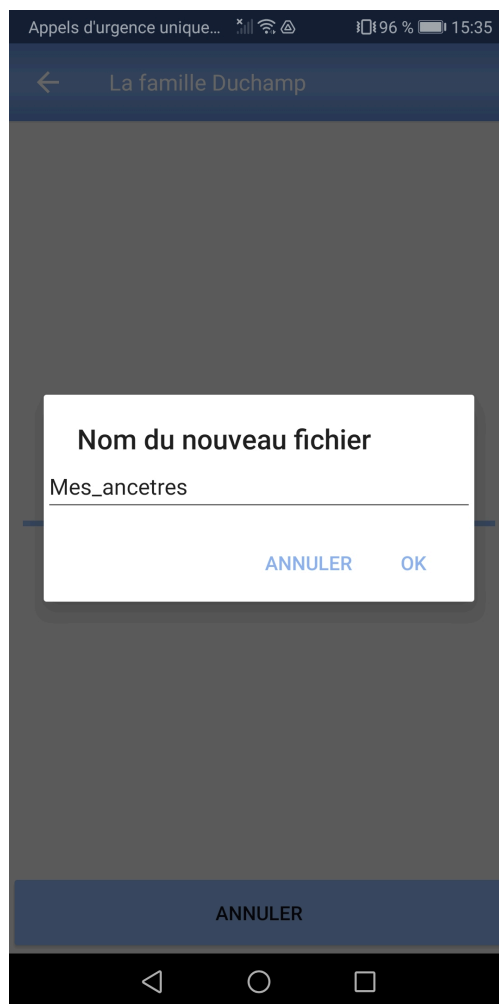 Appels d'urgence unique... 96 % 15:35
La famille Duchamp
Nom du nouveau fichier
Mes_ancetres
ANNULER OK
ANNULER